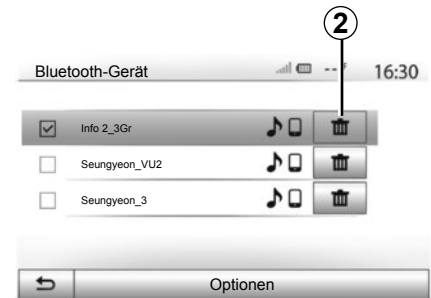 2
Bluetooth-Gerät --°F 16:30
Info 2_3Gr
Seungyeon_VU2
Seungyeon_3
Optionen